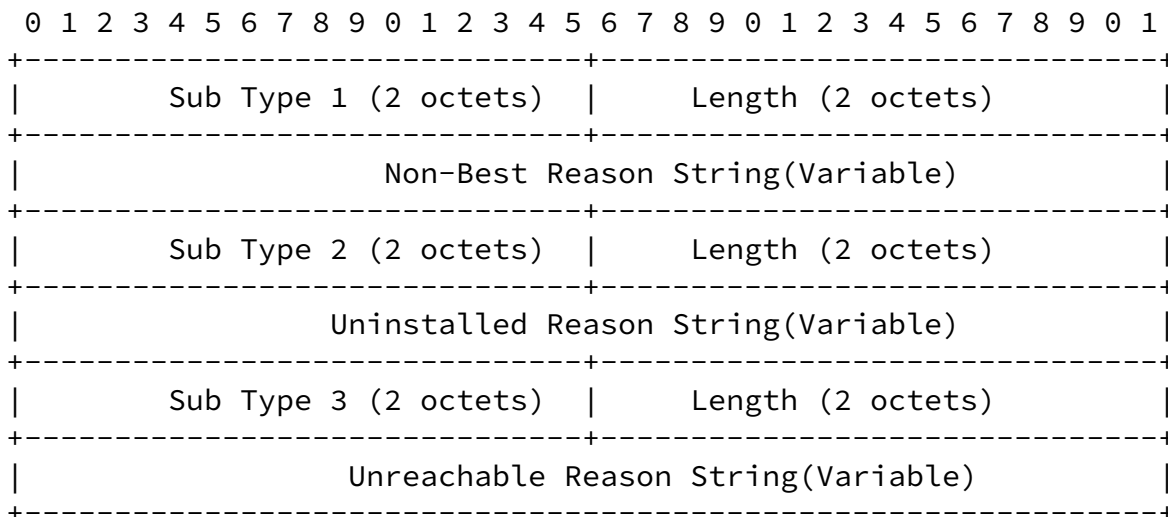 0 1 2 3 4 5 6 7 8 9 0 1 2 3 4 5 6 7 8 9 0 1 2 3 4 5 6 7 8 9 0 1
+-------------------------------+-------------------------------+
|        Sub Type 1 (2 octets)  |     Length (2 octets)         |
+-------------------------------+-------------------------------+
|                    Non-Best Reason String(Variable)           |
+-------------------------------+-------------------------------+
|        Sub Type 2 (2 octets)  |     Length (2 octets)         |
+-------------------------------+-------------------------------+
|                 Uninstalled Reason String(Variable)           |
+-------------------------------+-------------------------------+
|        Sub Type 3 (2 octets)  |     Length (2 octets)         |
+-------------------------------+-------------------------------+
|                  Unreachable Reason String(Variable)          |
+---------------------------------------------------------------+